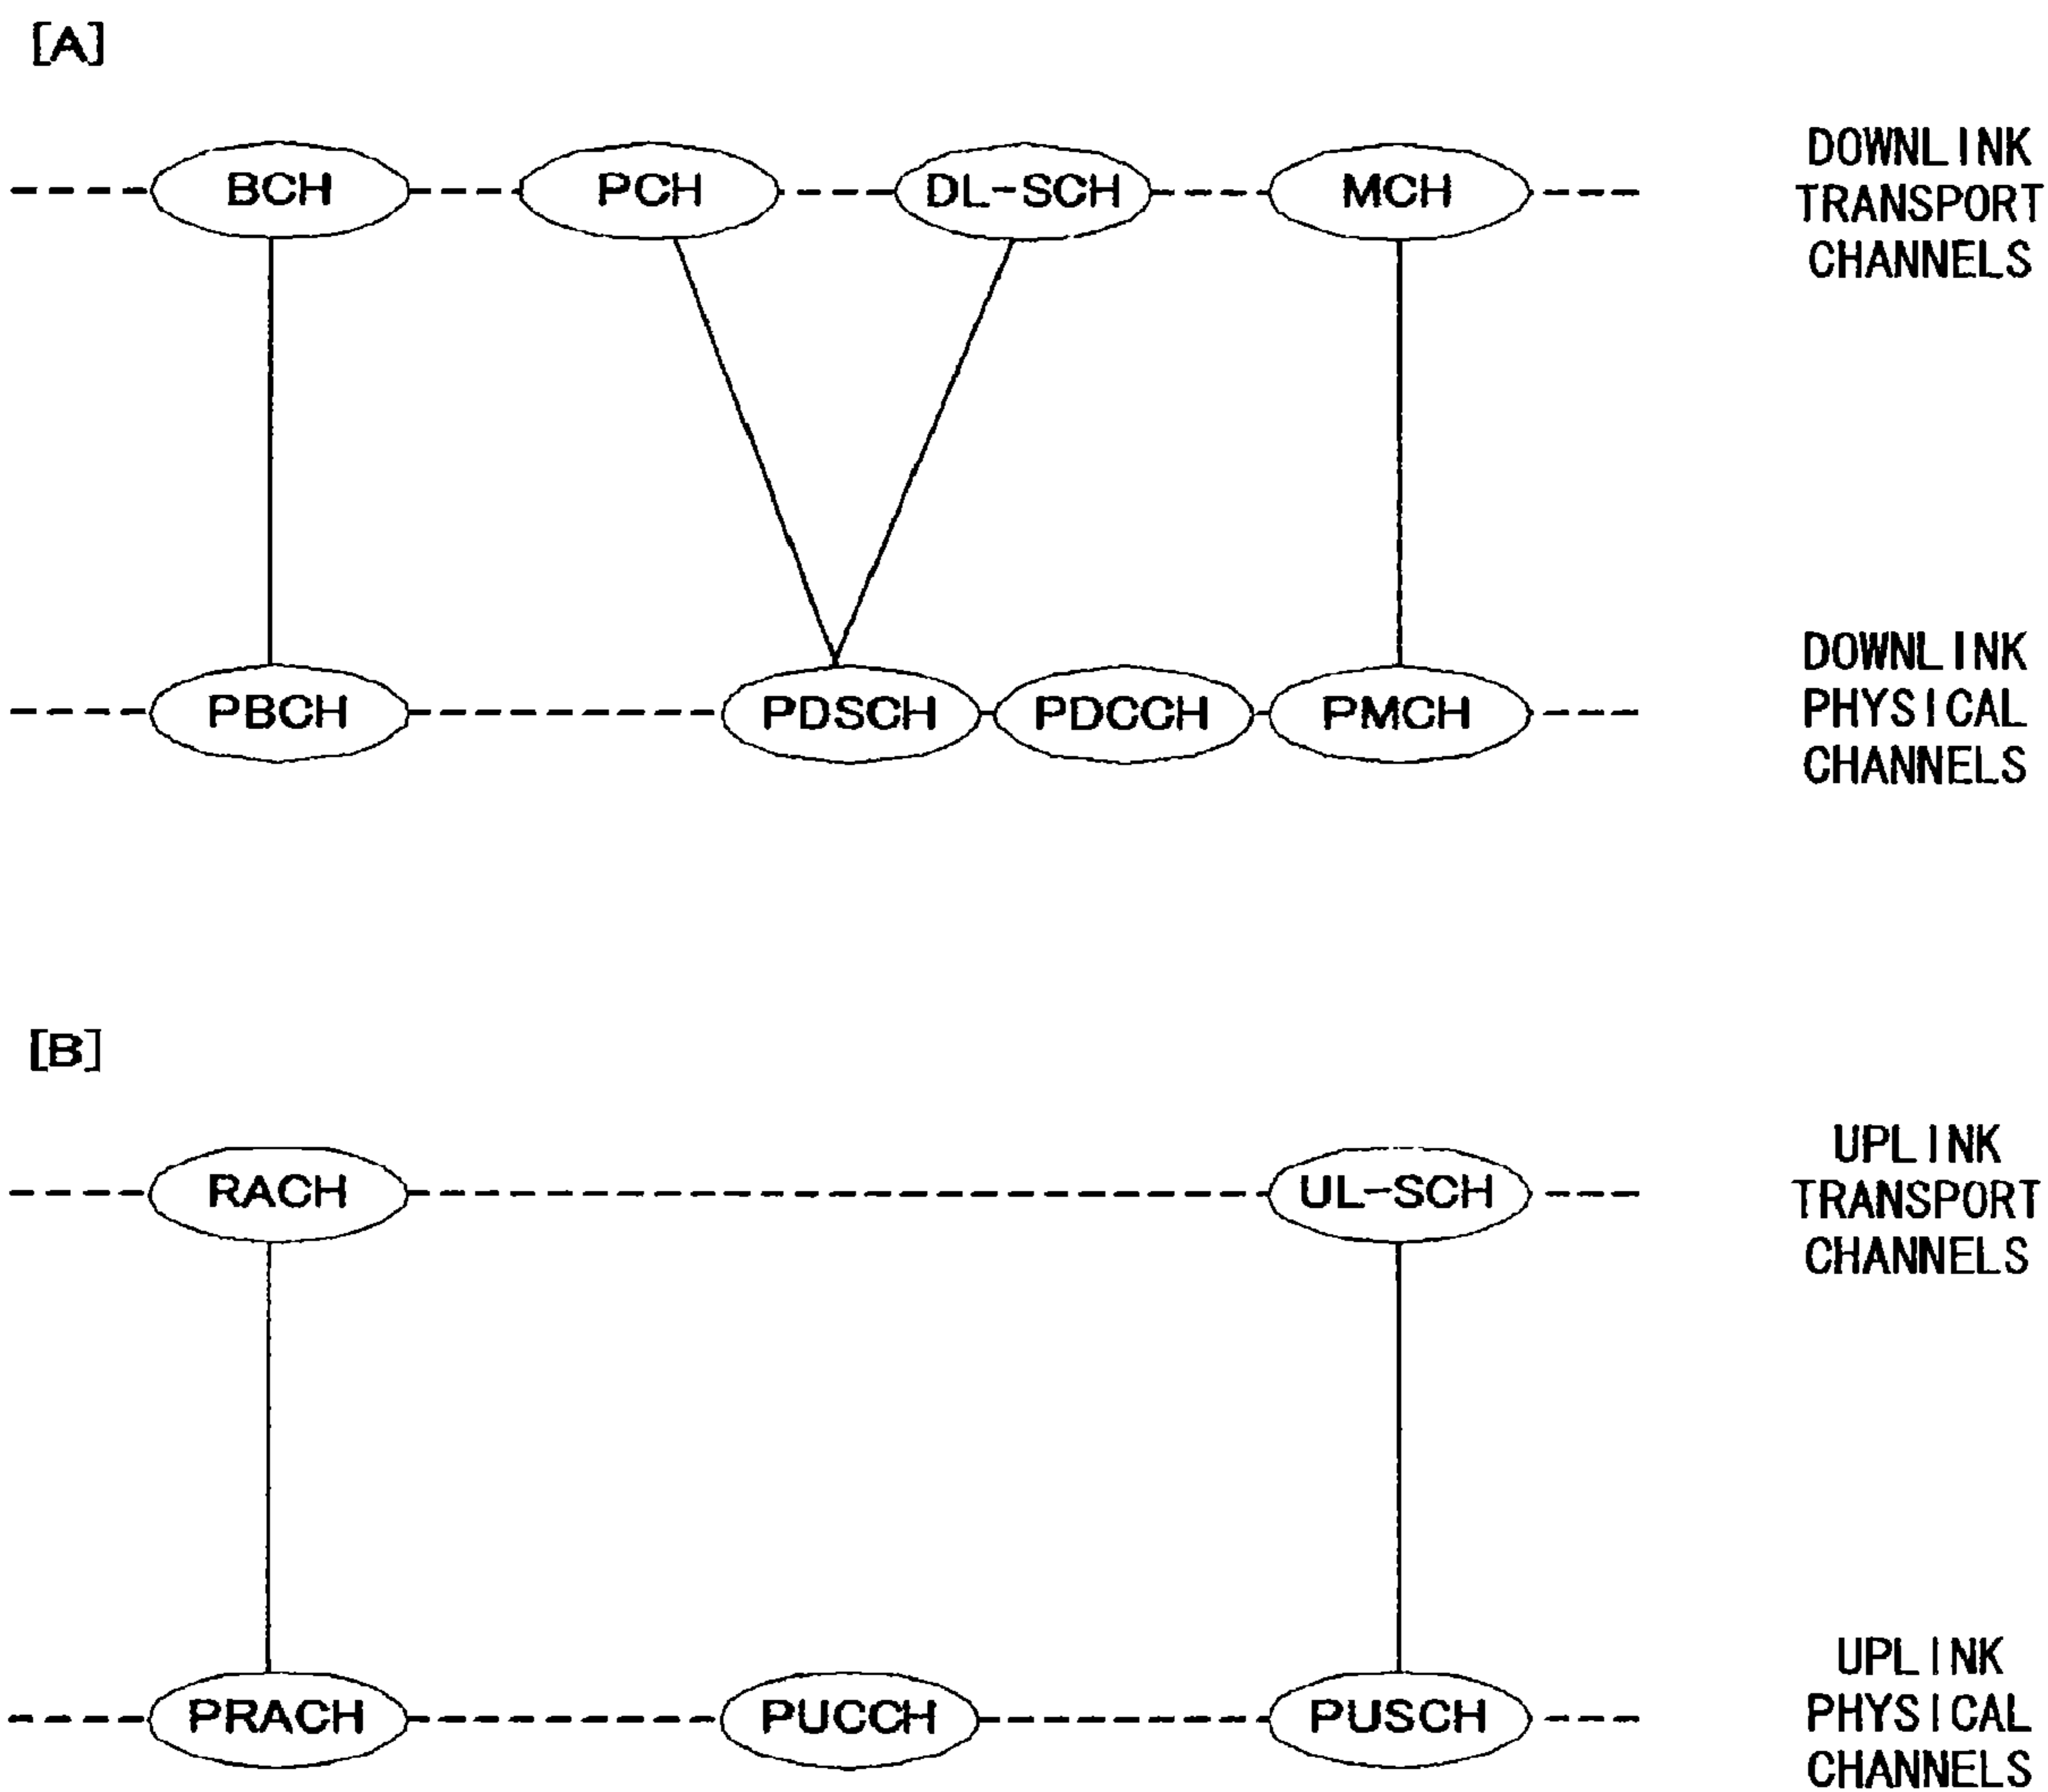 [A]
BCH PCH DL-SCH MCH
DOWNLINK
TRANSPORT
CHANNELS
PBCH PDSCH PDCCH PMCH
DOWNLINK
PHYSICAL
CHANNELS
[B]
RACH UL-SCH
UPLINK
TRANSPORT
CHANNELS
PRACH PUCCH PUSCH
UPLINK
PHYSICAL
CHANNELS